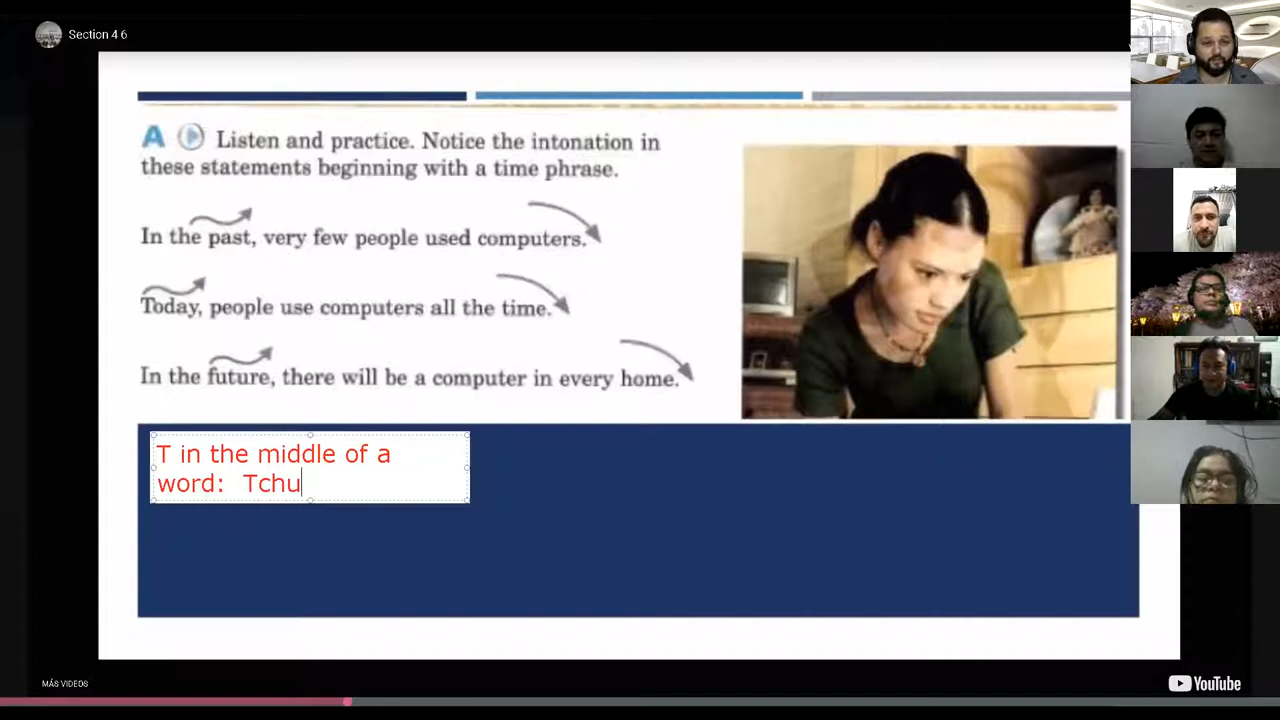 Section 4 6
A Listen and practice. Notice the intonation in
these statements beginning with a time phrase.
In the past, very few people used computers.
Today, people use computers all the time.
In the future, there will be a computer in every home.
T in the middle of a
word: Tchu
MÁS VIDEOS
YouTube